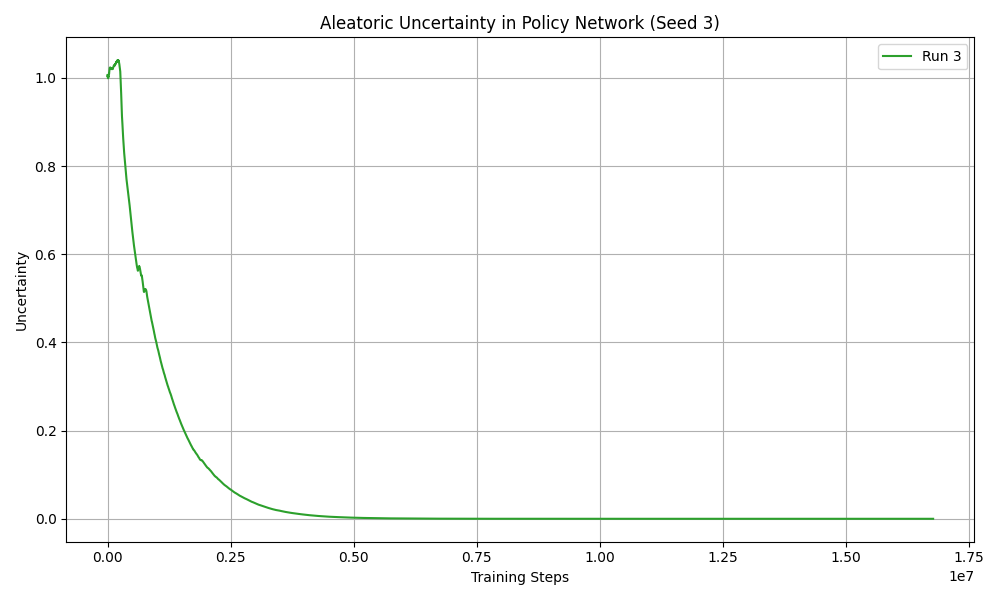 Aleatoric Uncertainty in Policy Network (Seed 3)
Run 3
Uncertainty
1.0
0.8
0.6
0.4
0.2
0.0
0.00 0.25 0.50 0.75 1.00 1.25 1.50 1.75
1e7
Training Steps